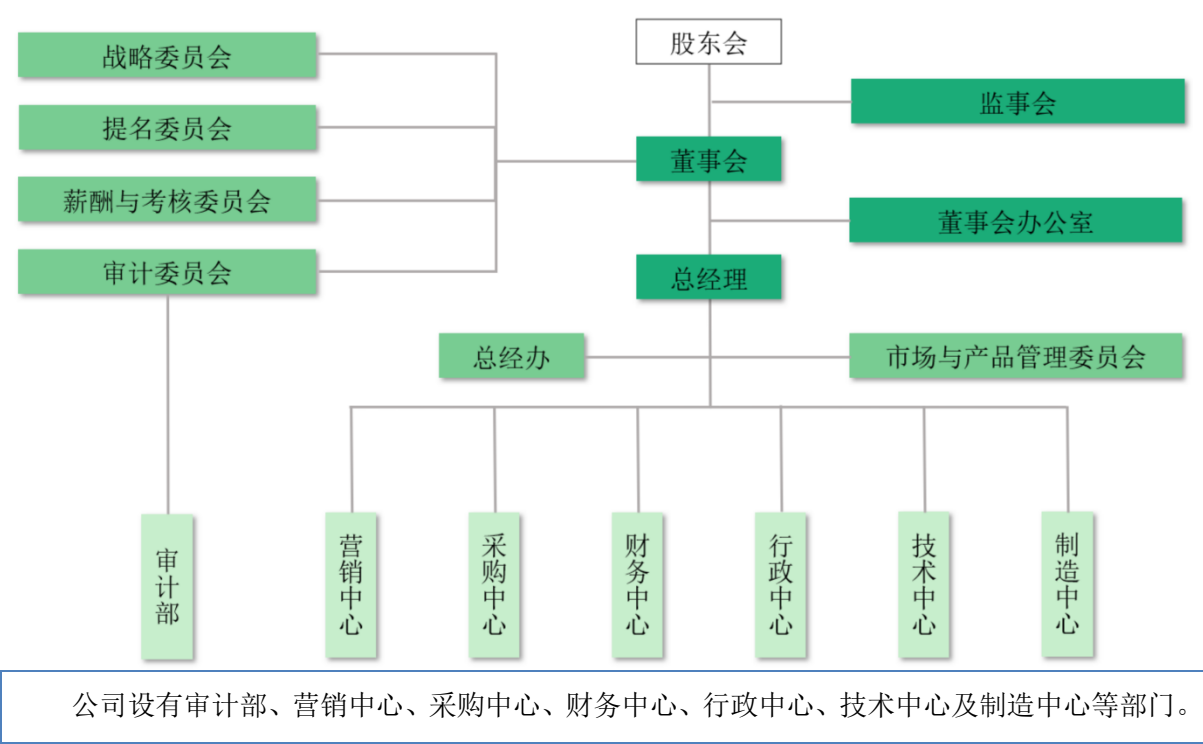 股东会
战略委员会
监事会
提名委员会
董事会
薪酬与考核委员会
董事会办公室
审计委员会
总经理
总经办
市场与产品管理委员会
审计部
营销中心
采购中心
财务中心
行政中心
技术中心
制造中心
公司设有审计部、营销中心、采购中心、财务中心、行政中心、技术中心及制造中心等部门。